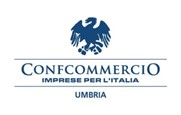 CONFCOMMERCIO
IMPRESE PER L'ITALIA
UMBRIA